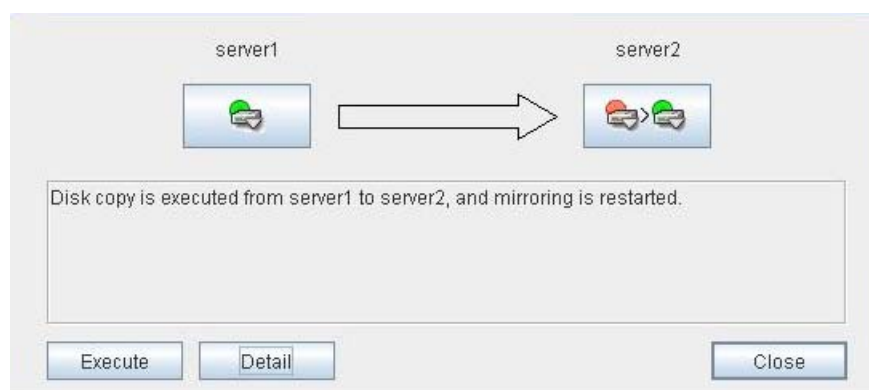 server1
server2
>
Disk copy is executed from server1 to server2, and mirroring is restarted.
Execute
Detail
Close